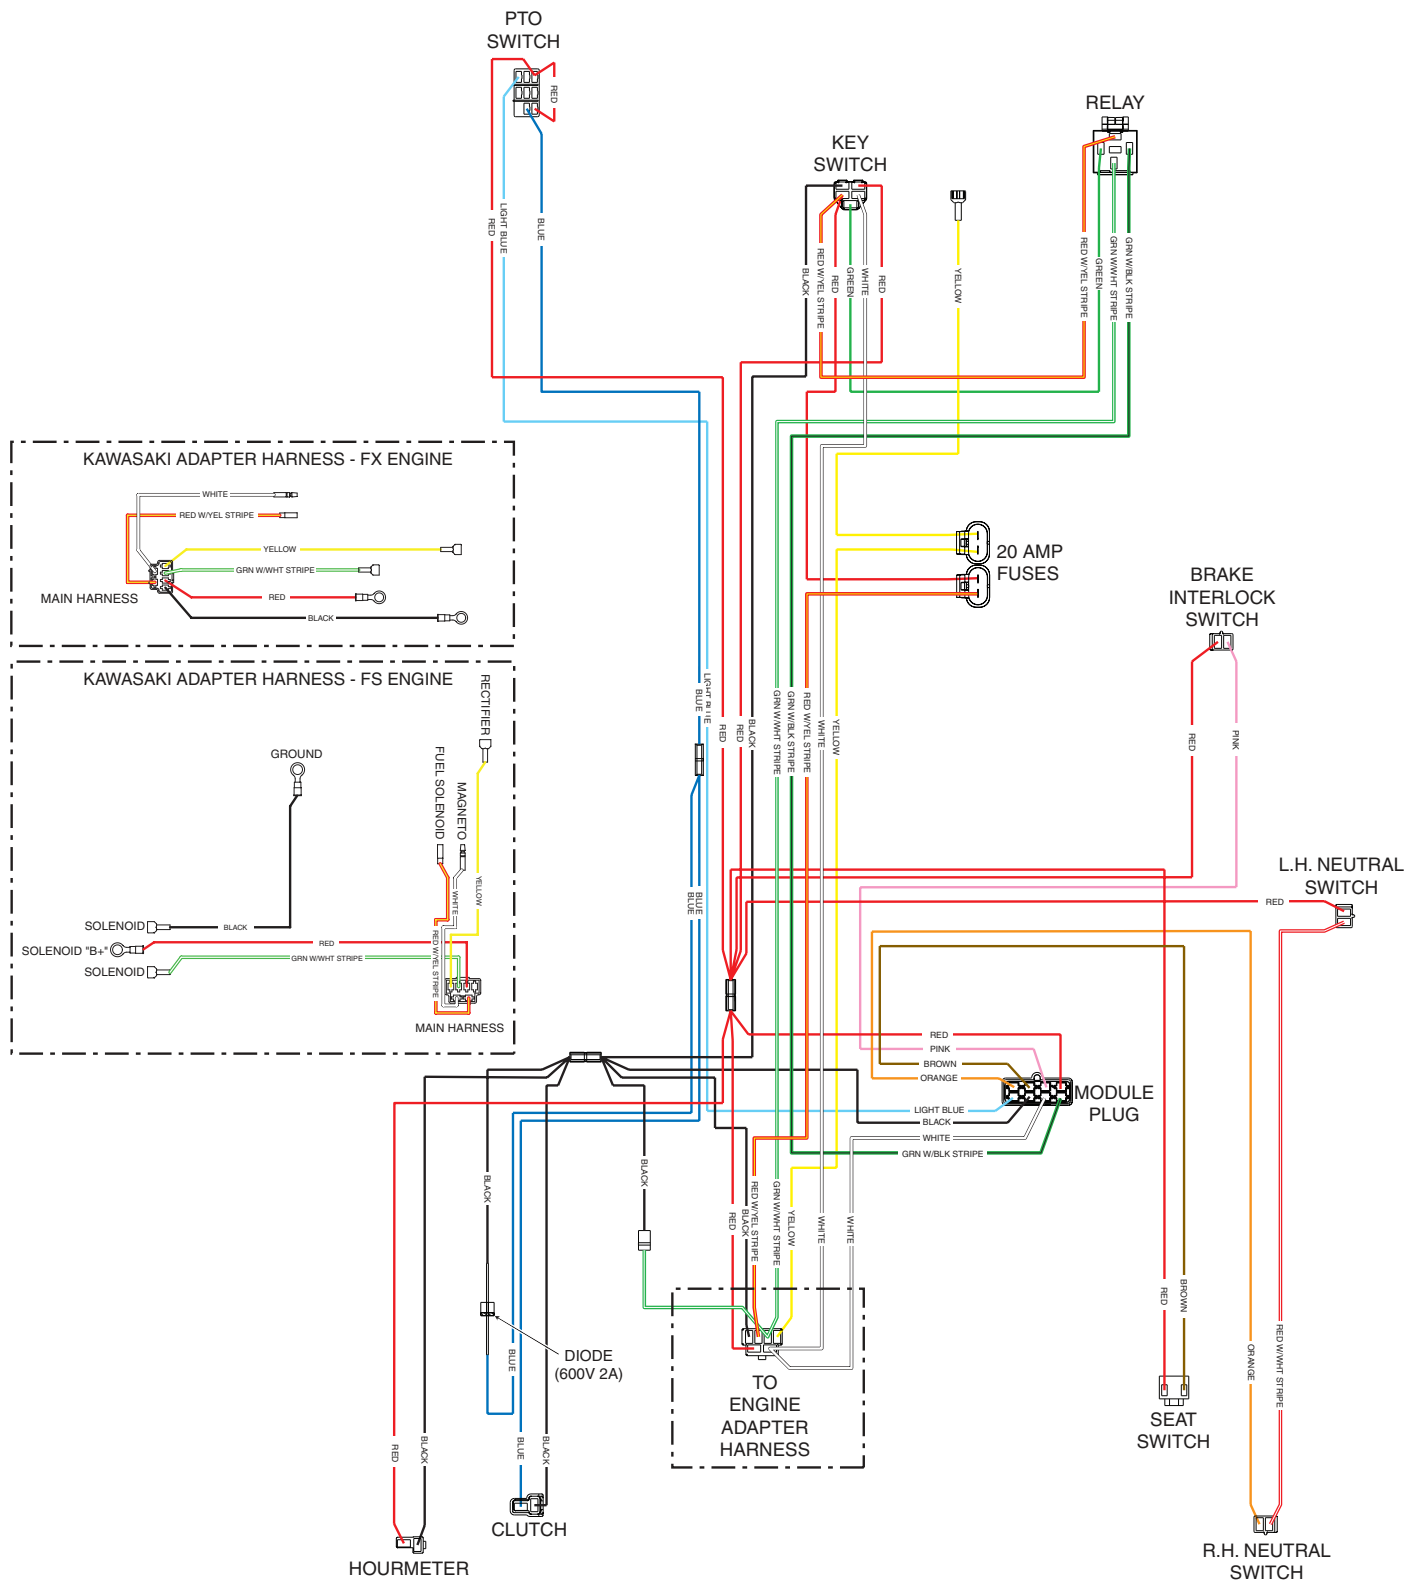 PTO
SWITCH
RED
LIGHT BLUE
RED
BLUE
KEY
SWITCH
BLACK
RED W/YEL STRIPE
RED
GREEN
WHITE
RED
YELLOW
RELAY
RED W/YEL STRIPE
GREEN
GRN W/WHT STRIPE
GRN W/BLK STRIPE
KAWASAKI ADAPTER HARNESS - FX ENGINE
WHITE
RED W/YEL STRIPE
YELLOW
GRN W/WHT STRIPE
RED
BLACK
MAIN HARNESS
20 AMP
FUSES
BRAKE
INTERLOCK
SWITCH
RED
PINK
KAWASAKI ADAPTER HARNESS - FS ENGINE
RECTIFIER
GROUND
FUEL SOLENOID
MAGNETO
YELLOW
WHITE
RED W/YEL STRIPE
SOLENOID
BLACK
SOLENOID "B+"
RED
SOLENOID
GRN W/WHT STRIPE
MAIN HARNESS
LIGHT BLUE
BLUE
RED
RED
BLACK
GRN W/WHT STRIPE
GRN W/BLK STRIPE
RED W/YEL STRIPE
WHITE
YELLOW
BLUE
BLUE
L.H. NEUTRAL
SWITCH
RED
RED
PINK
BROWN
ORANGE
MODULE
PLUG
LIGHT BLUE
BLACK
WHITE
GRN W/BLK STRIPE
BLACK
BLACK
RED
BLACK
RED W/YEL STRIPE
GRN W/WHT STRIPE
YELLOW
WHITE
WHITE
RED
BROWN
ORANGE
RED W/WHT STRIPE
DIODE
(600V 2A)
BLUE
TO
ENGINE
ADAPTER
HARNESS
SEAT
SWITCH
RED
BLACK
BLUE
BLACK
CLUTCH
HOURMETER
R.H. NEUTRAL
SWITCH